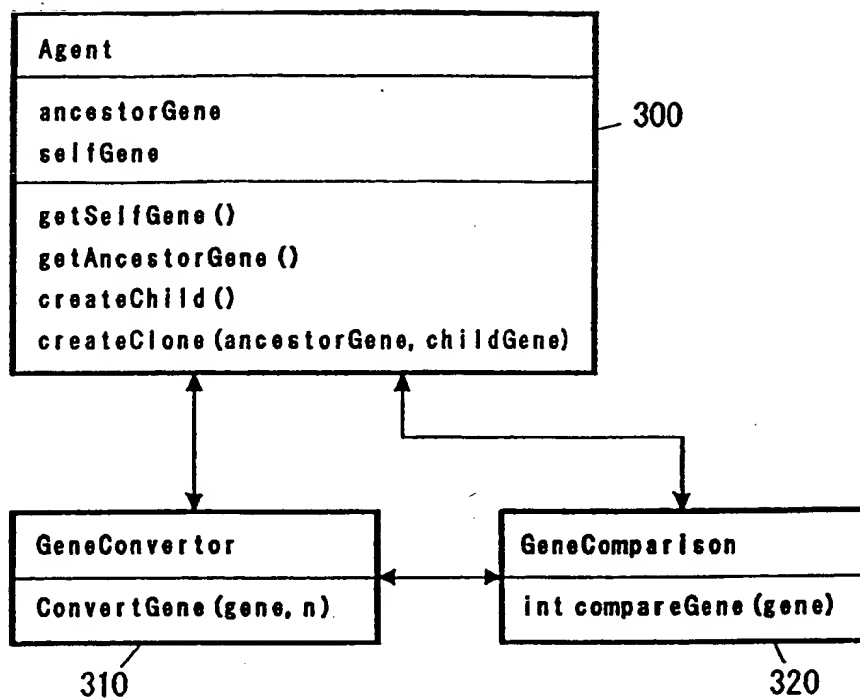 Agent
ancestorGene
selfGene
300
getSelfGene()
getAncestorGene()
createChild()
createClone(ancestorGene, childGene)
GeneConvertor
GeneComparison
ConvertGene(gene, n)
int compareGene(gene)
310
320